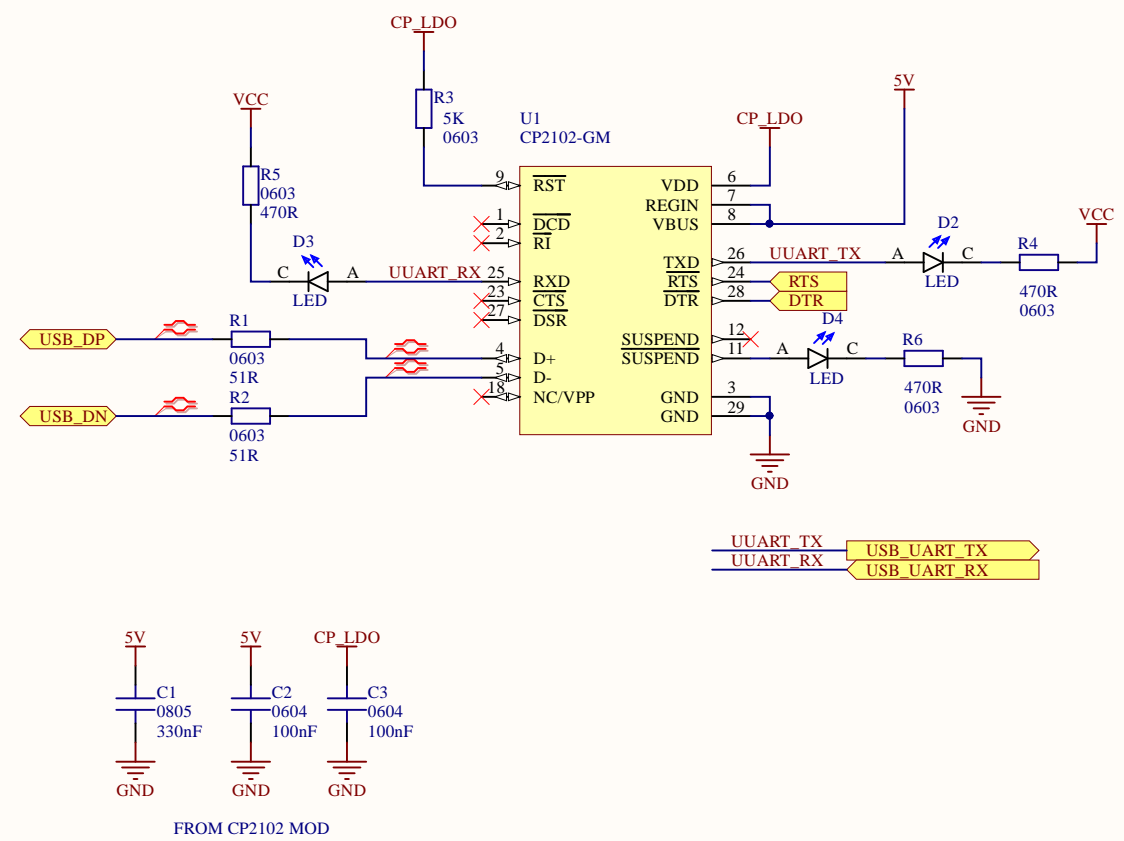 CP_LDO
R3
5K
0603
VCC
R5
0603
470R
D3
C
A
LED
UUART_RX
U1
CP2102-GM
9
RST
1
DCD
2
RI
25
RXD
23
CTS
27
DSR
4
D+
5
D-
18
NC/VPP
VDD
6
REGIN
7
VBUS
8
TXD
26
RTS
24
DTR
28
SUSPEND
12
SUSPEND
11
GND
3
GND
29
CP_LDO
5V
UUART_TX
A
D2
C
LED
R4
470R
0603
VCC
RTS
DTR
D4
A
C
LED
R6
470R
0603
GND
GND
USB_DP
R1
0603
51R
USB_DN
R2
0603
51R
UUART_TX
USB_UART_TX
UUART_RX
USB_UART_RX
5V
C1
0805
330nF
GND
5V
C2
0604
100nF
GND
CP_LDO
C3
0604
100nF
GND
FROM CP2102 MOD